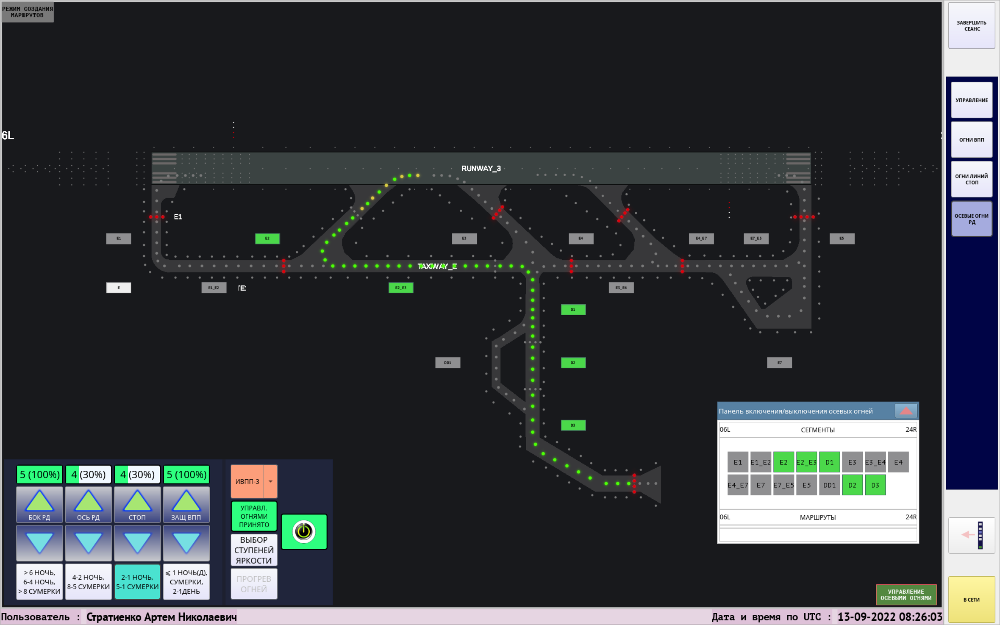 РЕЖИМ СОЗДАНИЯ
МАРШРУТОВ
ЗАВЕРШИТЬ
СЕАНС
УПРАВЛЕНИЕ
6L
ОГНИ ВПП
RUNWAY_3
ОГНИ ЛИНИЙ
СТОП
E1
ОСЕВЫЕ ОГНИ
РД
E1
E2
E3
E4
E4_E7
E7_E5
E5
TAXIWAY_E
E
E1_E2
E2_E3
E3_E4
D1
DD1
D2
E7
D3
Панель включения/выключения осевых огней
06L СЕГМЕНТЫ 24R
E1 E1_E2 E2 E2_E3 D1 E3 E3_E4 E4
E4_E7 E7 E7_E5 E5 DD1 D2 D3
06L МАРШРУТЫ 24R
5 (100%) 4 (30%) 4 (30%) 5 (100%)
БОК РД ОСЬ РД СТОП ЗАЩ ВПП
> 6 НОЧЬ,
6-4 НОЧЬ,
> 8 СУМЕРКИ
4-2 НОЧЬ,
8-5 СУМЕРКИ
2-1 НОЧЬ,
5-1 СУМЕРКИ
⩽ 1 НОЧЬ(Д),
СУМЕРКИ,
2-1ДЕНЬ
ИВПП-3
УПРАВЛ.
ОГНЯМИ
ПРИНЯТО
ВЫБОР
СТУПЕНЕЙ
ЯРКОСТИ
ПРОГРЕВ
ОГНЕЙ
УПРАВЛЕНИЕ
ОСЕВЫМИ ОГНЯМИ
В СЕТИ
Пользователь : Стратиенко Артем Николаевич
Дата и время по UTC : 13-09-2022 08:26:03